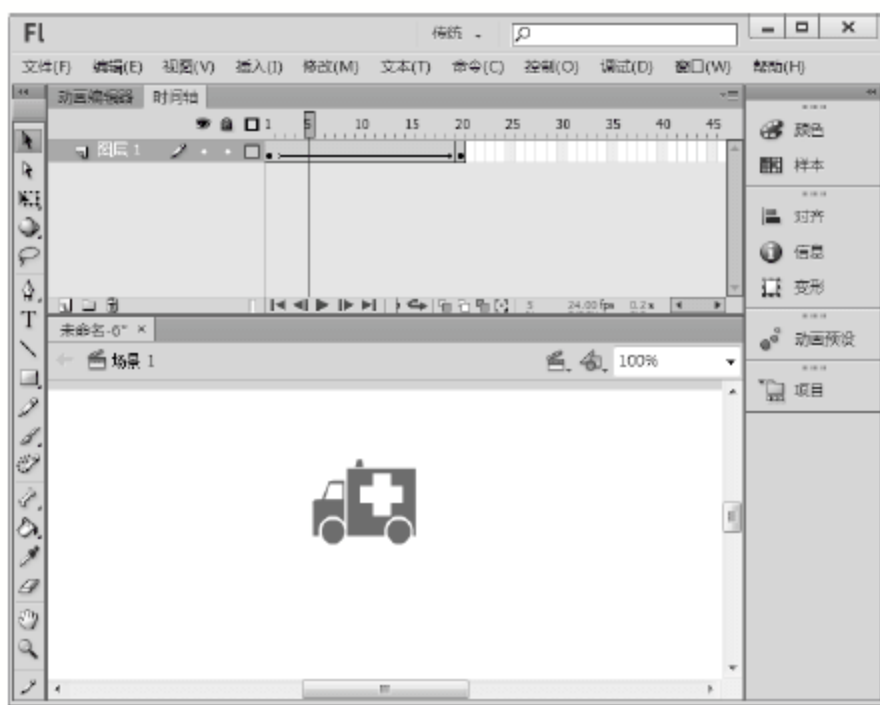 Fl
传统
文件(F) 编辑(E) 视图(V) 插入(I) 修改(M) 文本(T) 命令(C) 控制(O) 调试(D) 窗口(W) 帮助(H)
动画编辑器 时间轴
1 5 10 15 20 25 30 35 40 45
图层 1
5 24.00 fps 0.2 s
未命名-6* ×
场景 1
100%
颜色
样本
对齐
信息
变形
动画预设
项目
T